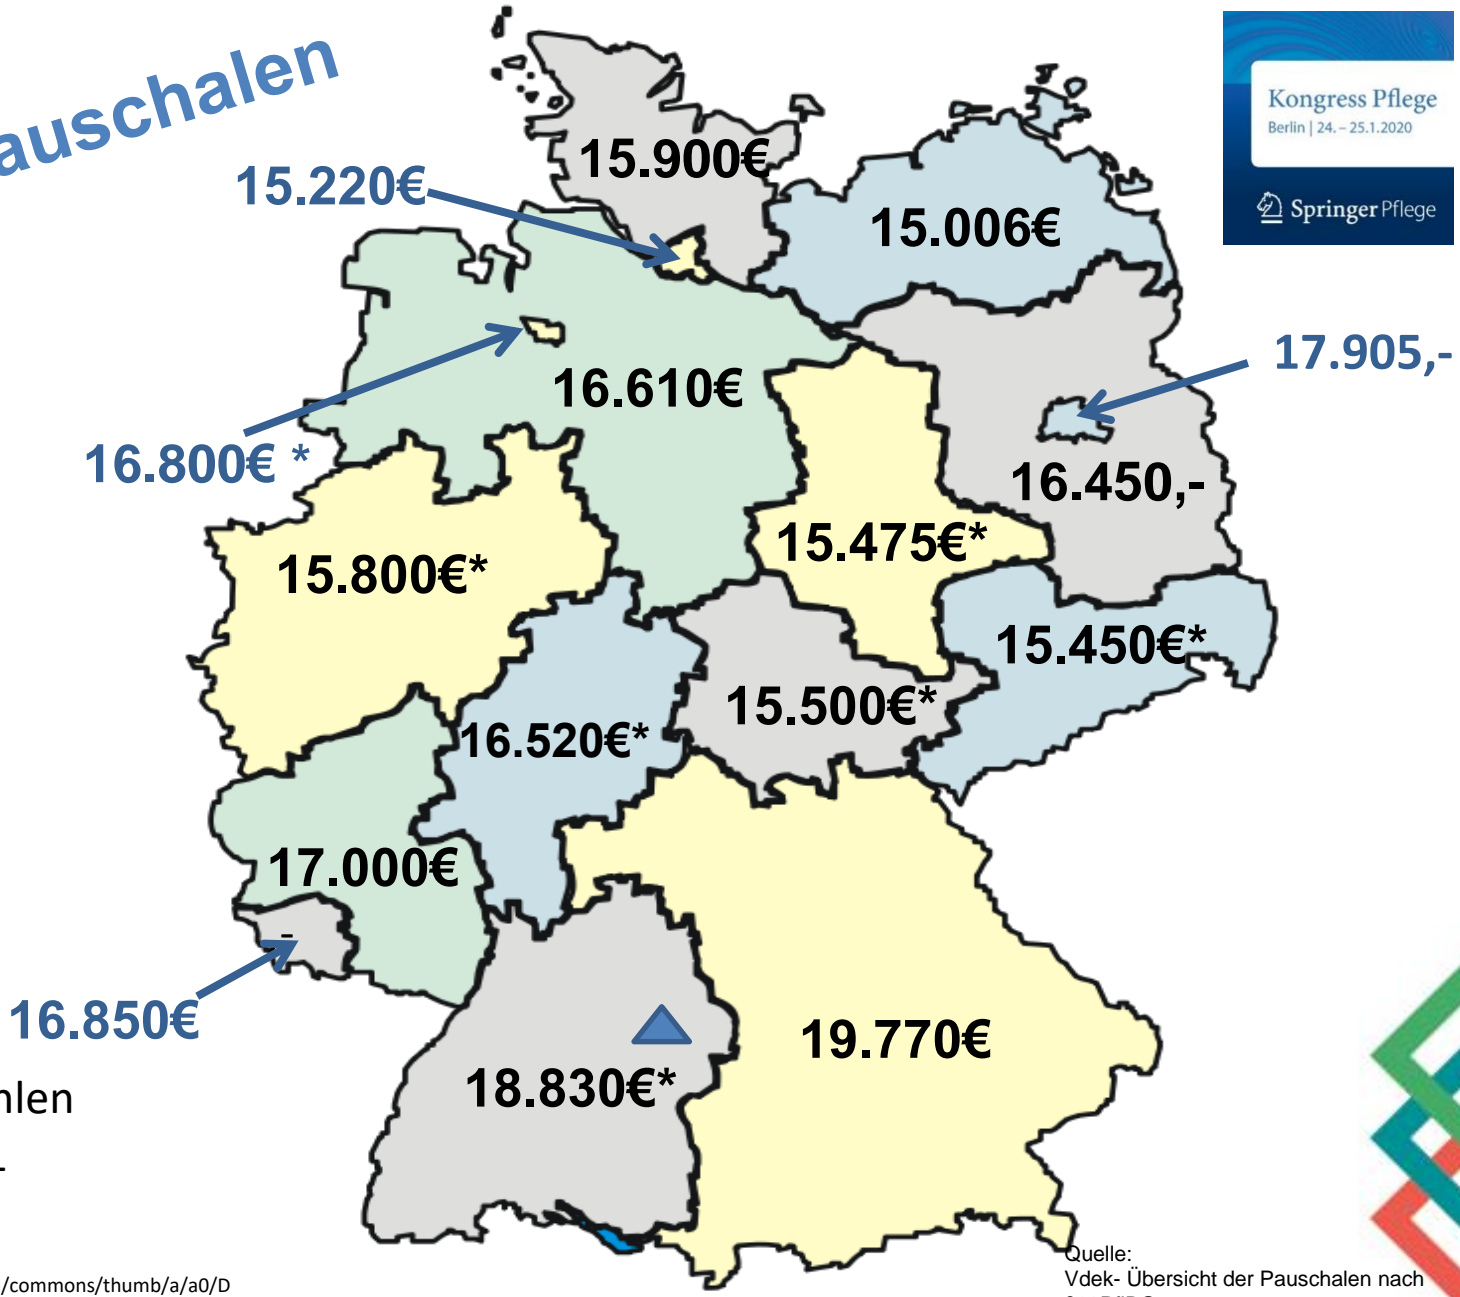 Kongress Pflege
Berlin | 24. – 25.1.2020
Springer Pflege
15.900€
15.220€
15.006€
17.905,-
16.610€
16.800€ *
16.450,-
15.475€*
15.800€*
15.450€*
15.500€*
16.520€*
17.000€
-
16.850€
19.770€
18.830€*
Quelle:
Vdek- Übersicht der Pauschalen nach
/commons/thumb/a/a0/D